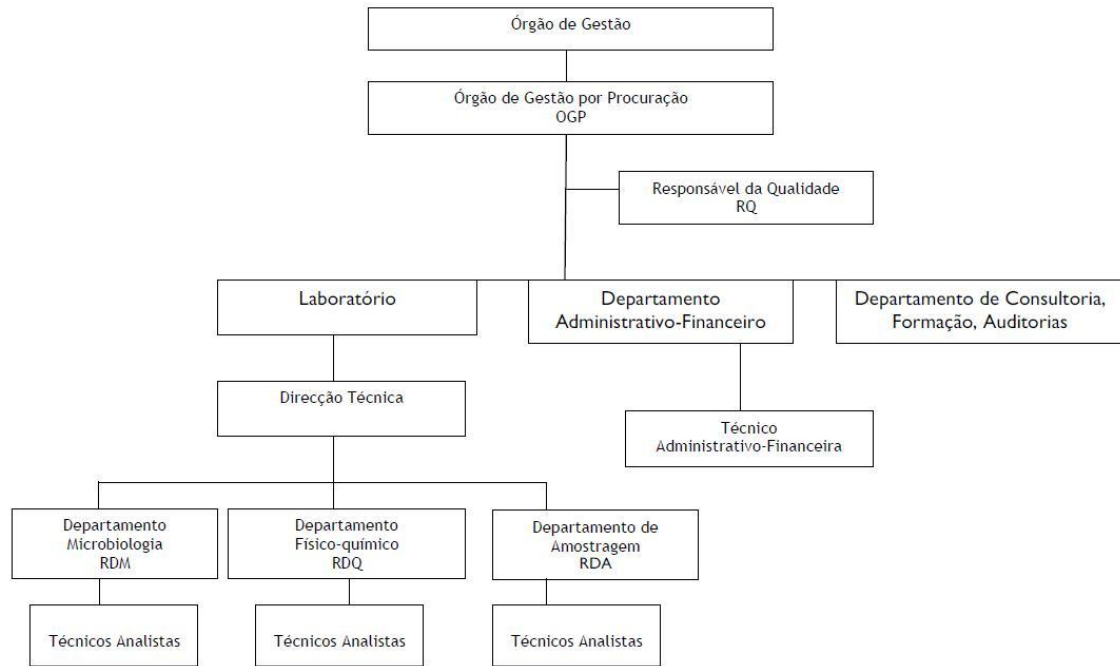 Órgão de Gestão
Órgão de Gestão por Procuração
OGP
Responsável da Qualidade
RQ
Laboratório
Departamento
Administrativo-Financeiro
Departamento de Consultoria,
Formação, Auditorias
Direcção Técnica
Técnico
Administrativo-Financeira
Departamento
Microbiologia
RDM
Departamento
Físico-químico
RDQ
Departamento de
Amostragem
RDA
Técnicos Analistas
Técnicos Analistas
Técnicos Analistas